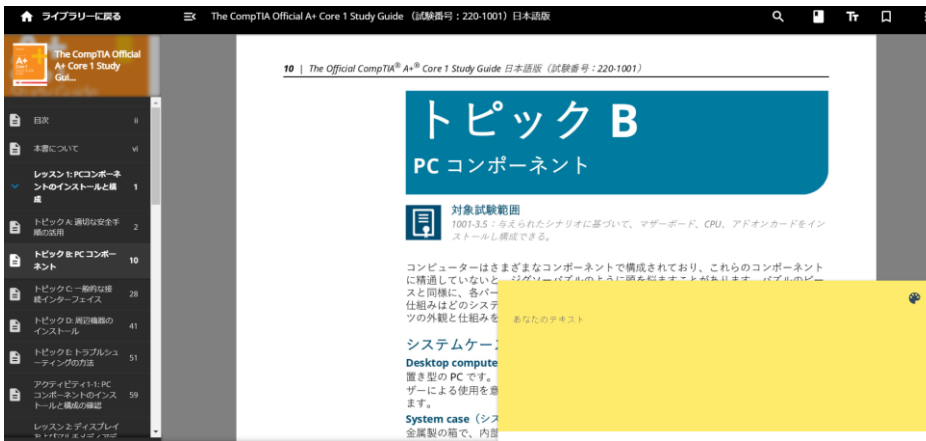 ライブラリーに戻る
The CompTIA Official A+ Core 1 Study Guide （試験番号：220-1001）日本語版
The CompTIA Official
A+ Core 1 Study
Gui...
目次 ii
本書について vi
レッスン 1: PCコンポーネ
ントのインストールと構 1
成
トピック A: 適切な安全手
順の活用 2
トピック B: PC コンポー
ネント 10
トピック C: 一般的な接
続インターフェイス 28
トピック D: 周辺機器の
インストール 41
トピック E: トラブルシュ
ーティングの方法 51
アクティビティ1-1: PC
コンポーネントのインス 59
トールと構成の確認
レッスン 2: ディスプレイ
10 | The Official CompTIA® A+® Core 1 Study Guide 日本語版（試験番号：220-1001）
トピック B
PC コンポーネント
対象試験範囲
1001-3.5：与えられたシナリオに基づいて、マザーボード、CPU、アドオンカードをイン
ストールし構成できる。
コンピューターはさまざまなコンポーネントで構成されており、これらのコンポーネント
に精通していないと、ジグソーパズルのように頭を悩ますことがあります。パズルのピー
スと同様に、各パー
仕組みはどのシステ
ツの外観と仕組みを
あなたのテキスト
システムケー
Desktop compute
置き型の PC です。
ザーによる使用を意
ます。
System case（シス
金属製の箱で、内部